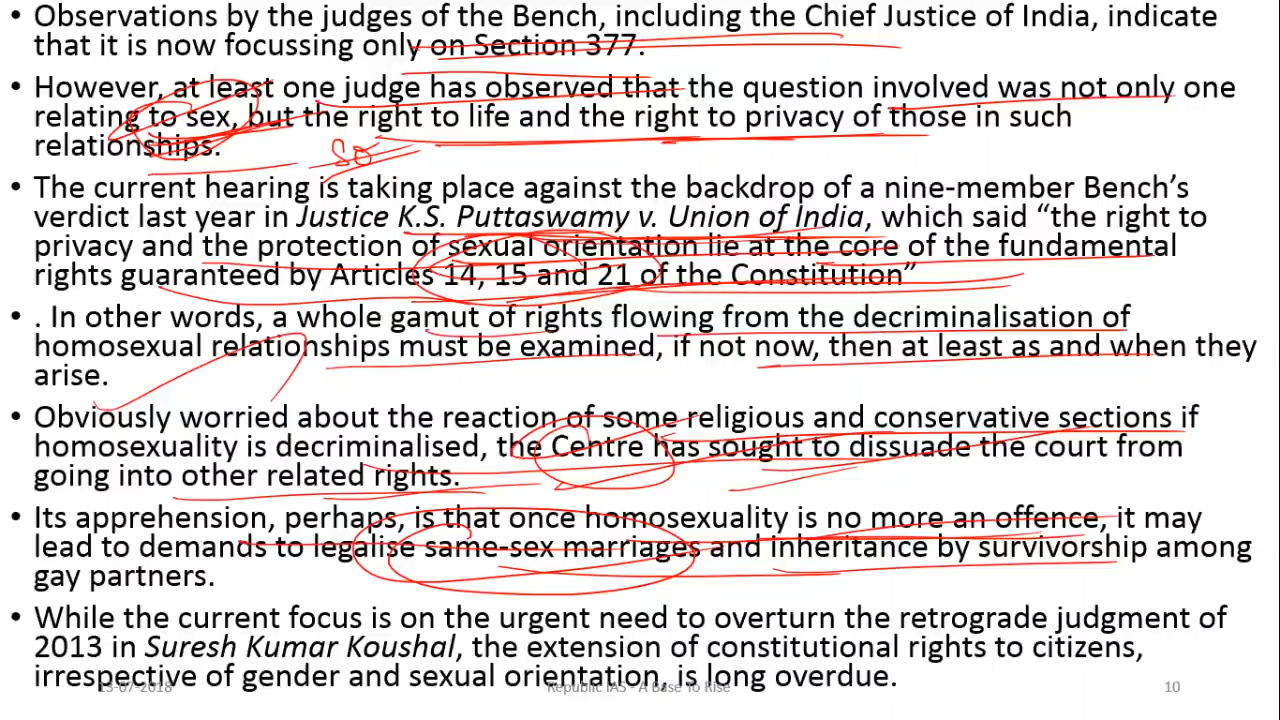 • Observations by the judges of the Bench, including the Chief Justice of India, indicate
that it is now focussing only on Section 377.
• However, at least one judge has observed that the question involved was not only one
relating to sex, but the right to life and the right to privacy of those in such
relationships.
SO
• The current hearing is taking place against the backdrop of a nine-member Bench’s
verdict last year in Justice K.S. Puttaswamy v. Union of India, which said “the right to
privacy and the protection of sexual orientation lie at the core of the fundamental
rights guaranteed by Articles 14, 15 and 21 of the Constitution”
• . In other words, a whole gamut of rights flowing from the decriminalisation of
homosexual relationships must be examined, if not now, then at least as and when they
arise.
• Obviously worried about the reaction of some religious and conservative sections if
homosexuality is decriminalised, the Centre has sought to dissuade the court from
going into other related rights.
• Its apprehension, perhaps, is that once homosexuality is no more an offence, it may
lead to demands to legalise same-sex marriages and inheritance by survivorship among
gay partners.
• While the current focus is on the urgent need to overturn the retrograde judgment of
2013 in Suresh Kumar Koushal, the extension of constitutional rights to citizens,
irrespective of gender and sexual orientation, is long overdue.
13-07-2018 Republic IAS - A Base To Rise 10